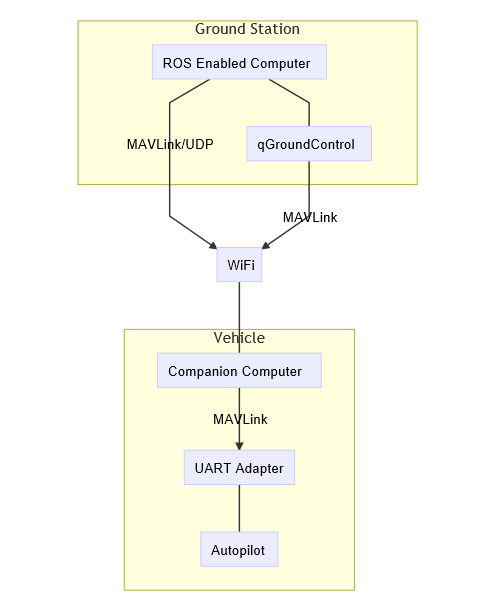 Ground Station
ROS Enabled Computer
MAVLink/UDP
qGroundControl
MAVLink
WiFi
Vehicle
Companion Computer
MAVLink
UART Adapter
Autopilot